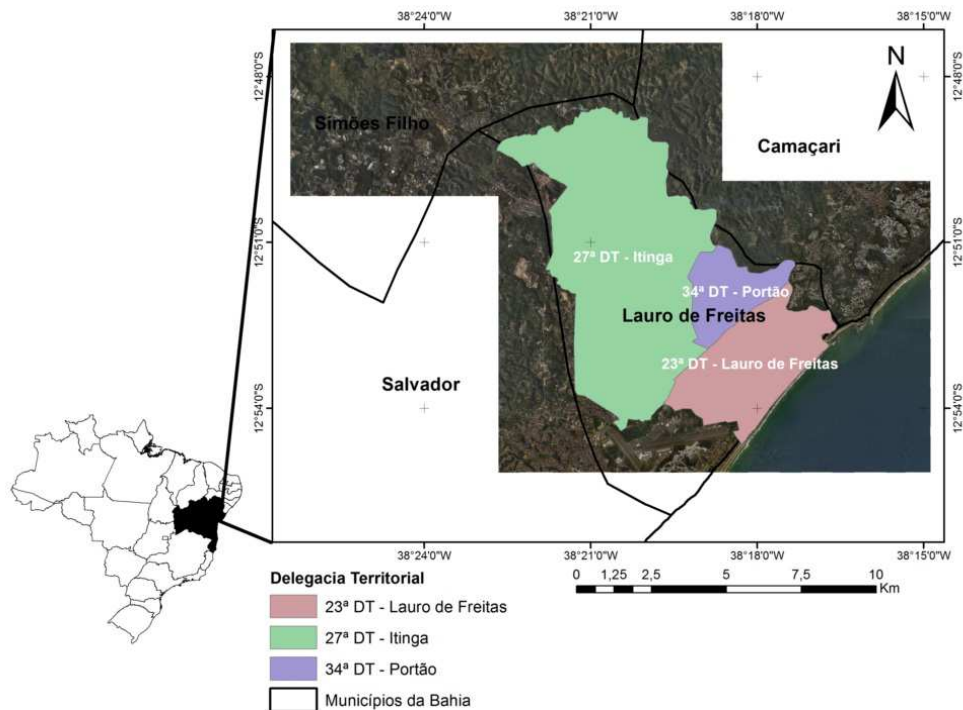 38°24'0"W 38°21'0"W 38°18'0"W 38°15'0"W
12°48'0"S 12°48'0"S
N
Simões Filho
Camaçari
12°51'0"S 12°51'0"S
27ª DT - Itinga
34ª DT - Portão
Lauro de Freitas
23ª DT - Lauro de Freitas
Salvador
12°54'0"S 12°54'0"S
38°24'0"W 38°21'0"W 38°18'0"W 38°15'0"W
Delegacia Territorial
0 1,25 2,5 5 7,5 10
Km
23ª DT - Lauro de Freitas
27ª DT - Itinga
34ª DT - Portão
Municípios da Bahia